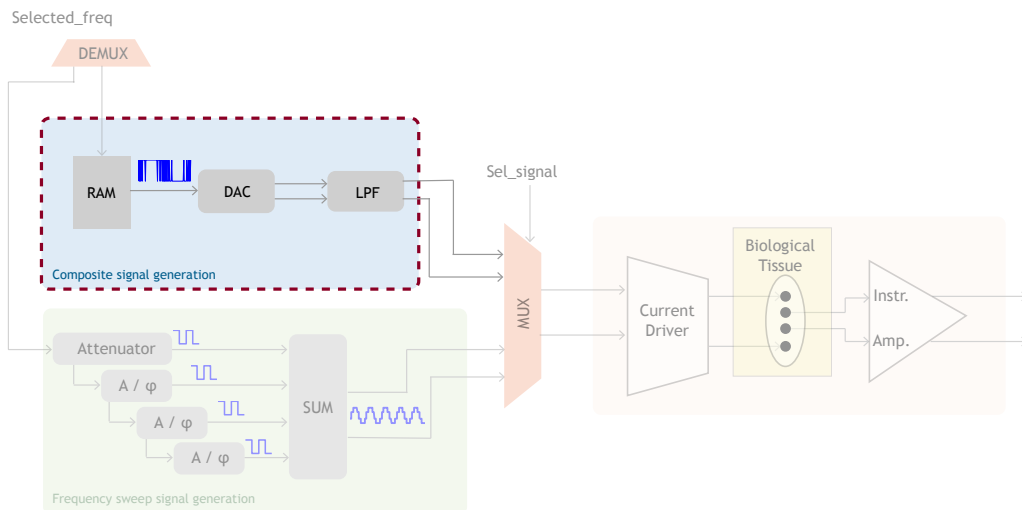 Selected_freq
DEMUX
RAM
DAC
LPF
Composite signal generation
Sel_signal
MUX
Biological
Tissue
Current
Driver
Instr.
Amp.
Attenuator
A / φ
A / φ
A / φ
SUM
Frequency sweep signal generation